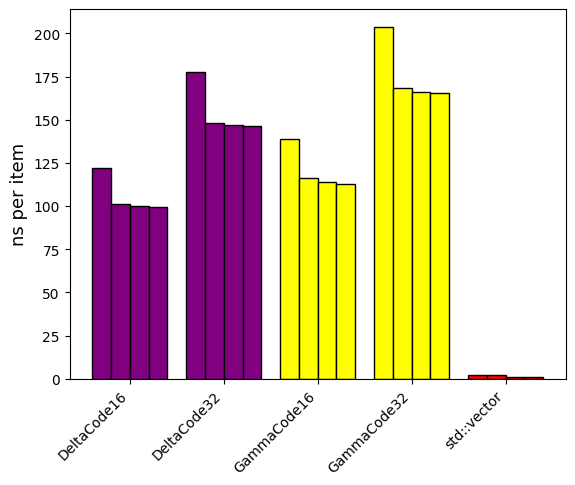 ns per item
200
175
150
125
100
75
50
25
0
DeltaCode16
DeltaCode32
GammaCode16
GammaCode32
std::vector